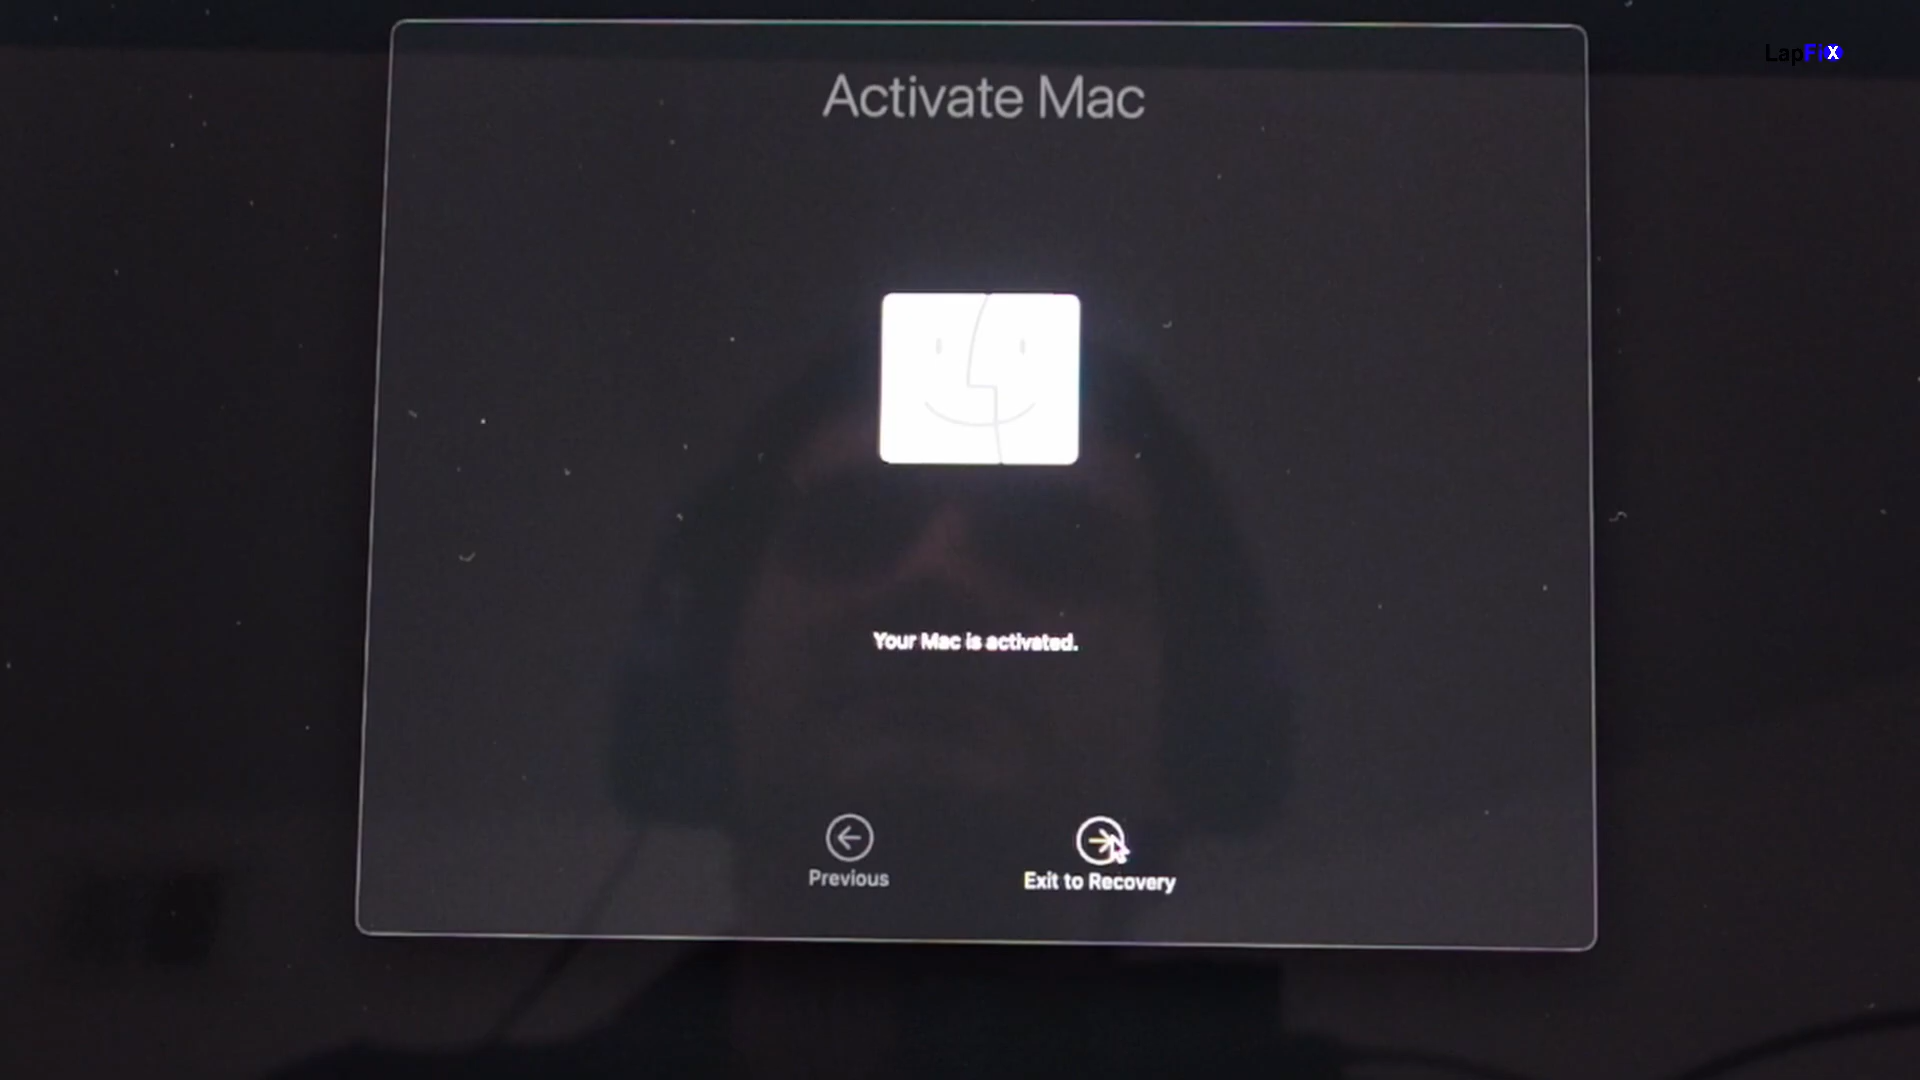 LapFix
Activate Mac
Your Mac is activated.
Previous
Exit to Recovery